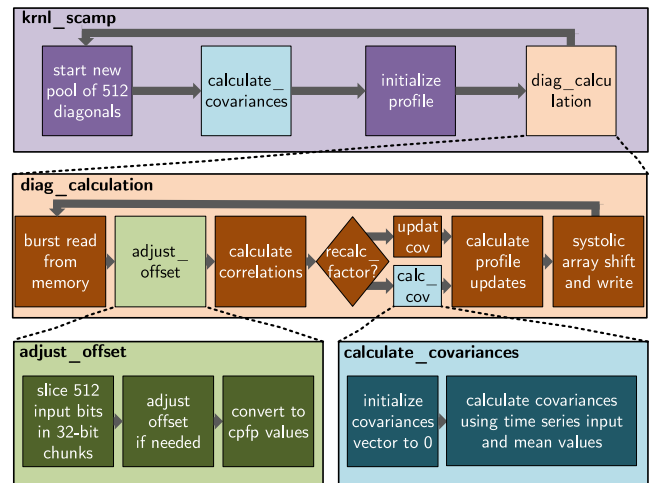 krnl_scamp
start new
pool of 512
diagonals
calculate_
covariances
initialize
profile
diag_calcu
lation
diag_calculation
burst read
from
memory
adjust_
offset
calculate
correlations
recalc_
factor?
updat
cov
calc_
cov
calculate
profile
updates
systolic
array shift
and write
adjust_offset
slice 512
input bits
in 32-bit
chunks
adjust
offset
if needed
convert to
cpfp values
calculate_covariances
initialize
covariances
vector to 0
calculate covariances
using time series input
and mean values